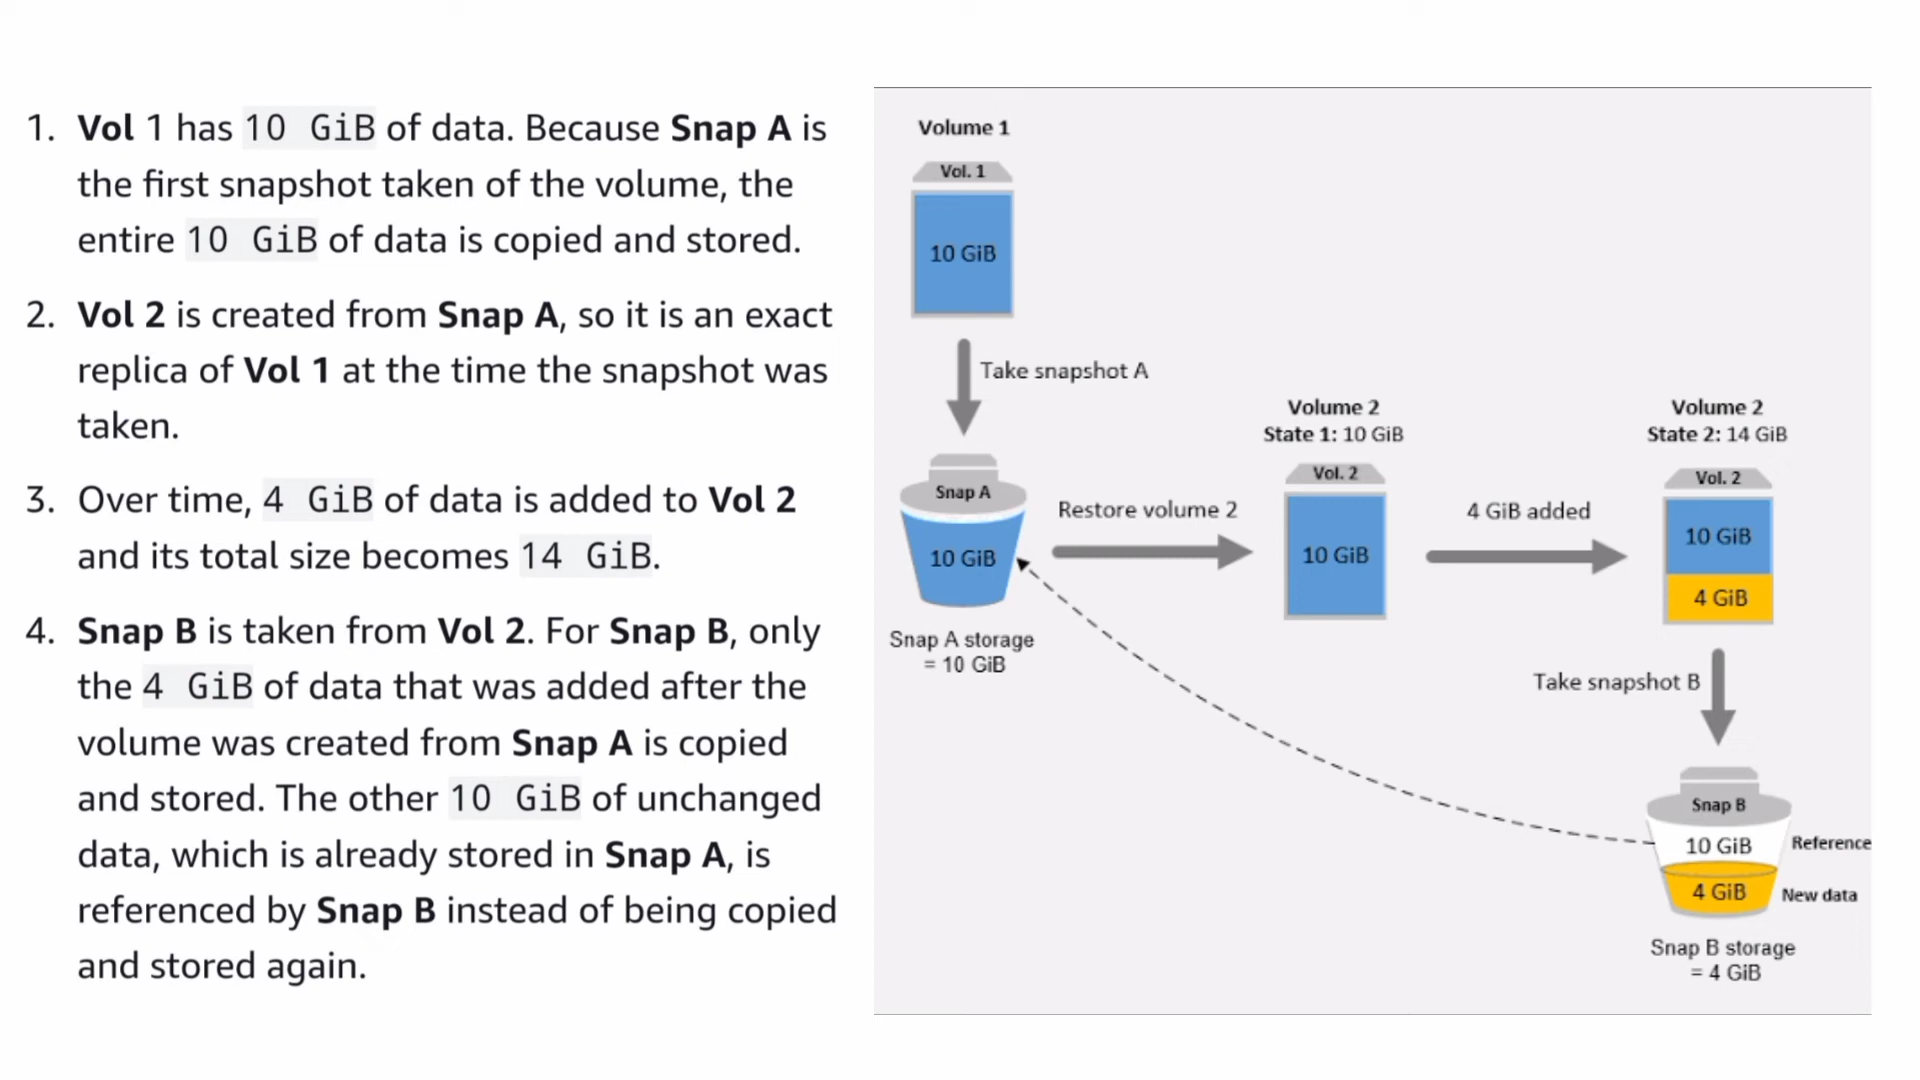 1. Vol 1 has 10 GiB of data. Because Snap A is
the first snapshot taken of the volume, the
entire 10 GiB of data is copied and stored.
2. Vol 2 is created from Snap A, so it is an exact
replica of Vol 1 at the time the snapshot was
taken.
3. Over time, 4 GiB of data is added to Vol 2
and its total size becomes 14 GiB.
4. Snap B is taken from Vol 2. For Snap B, only
the 4 GiB of data that was added after the
volume was created from Snap A is copied
and stored. The other 10 GiB of unchanged
data, which is already stored in Snap A, is
referenced by Snap B instead of being copied
and stored again.
Volume 1
Vol. 1
10 GiB
Take snapshot A
Snap A
10 GiB
Snap A storage
= 10 GiB
Restore volume 2
Volume 2
State 1: 10 GiB
Vol. 2
10 GiB
4 GiB added
Volume 2
State 2: 14 GiB
Vol. 2
10 GiB
4 GiB
Take snapshot B
Snap B
10 GiB
Reference
4 GiB
New data
Snap B storage
= 4 GiB